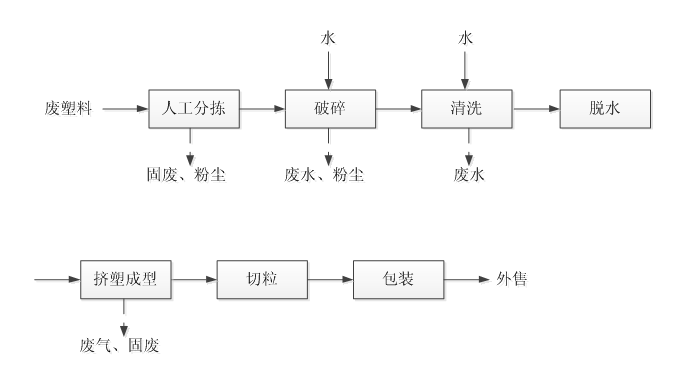 水 水
废塑料 人工分拣 破碎 清洗 脱水
固废、粉尘 废水、粉尘 废水
挤塑成型 切粒 包装 外售
废气、固废